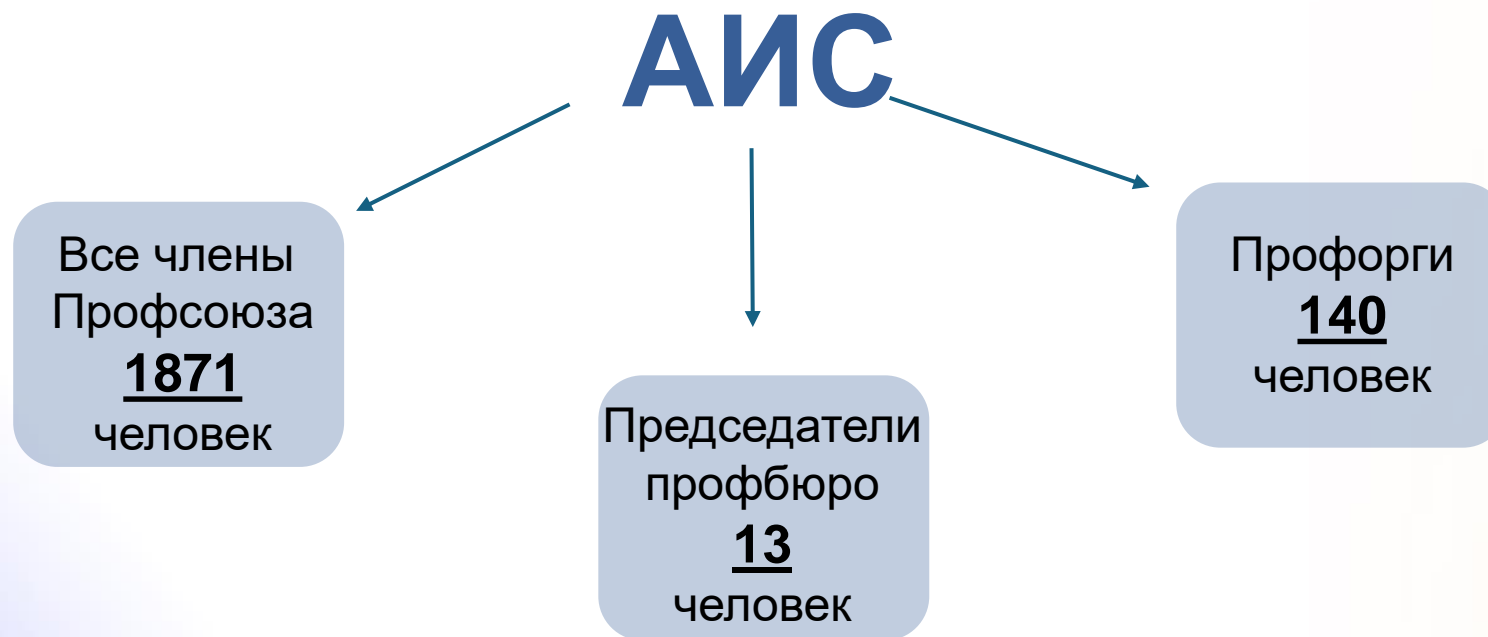 АИС
Все члены
Профсоюза
1871
человек
Председатели
профбюро
13
человек
Профорги
140
человек